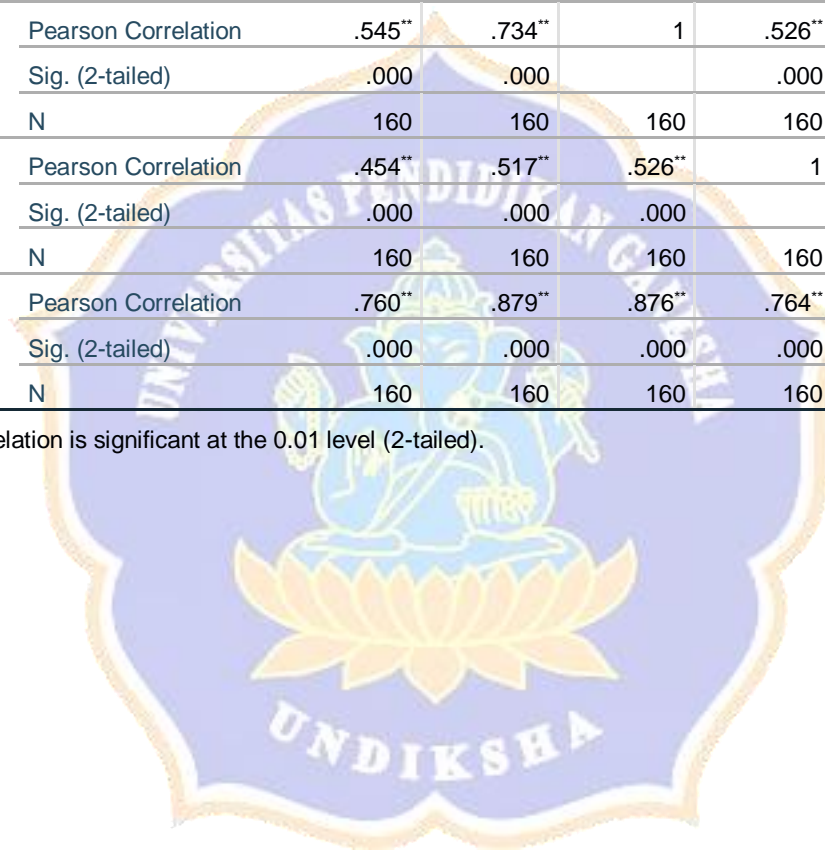 Pearson Correlation .545** .734** 1 .526**
Sig. (2-tailed) .000 .000 .000
N 160 160 160 160
Pearson Correlation .454** .517** .526** 1
Sig. (2-tailed) .000 .000 .000
N 160 160 160 160
Pearson Correlation .760** .879** .876** .764**
Sig. (2-tailed) .000 .000 .000 .000
N 160 160 160 160
elation is significant at the 0.01 level (2-tailed).
UNIVERSITAS PENDIDIKAN GANESHA
UNDIKSHA